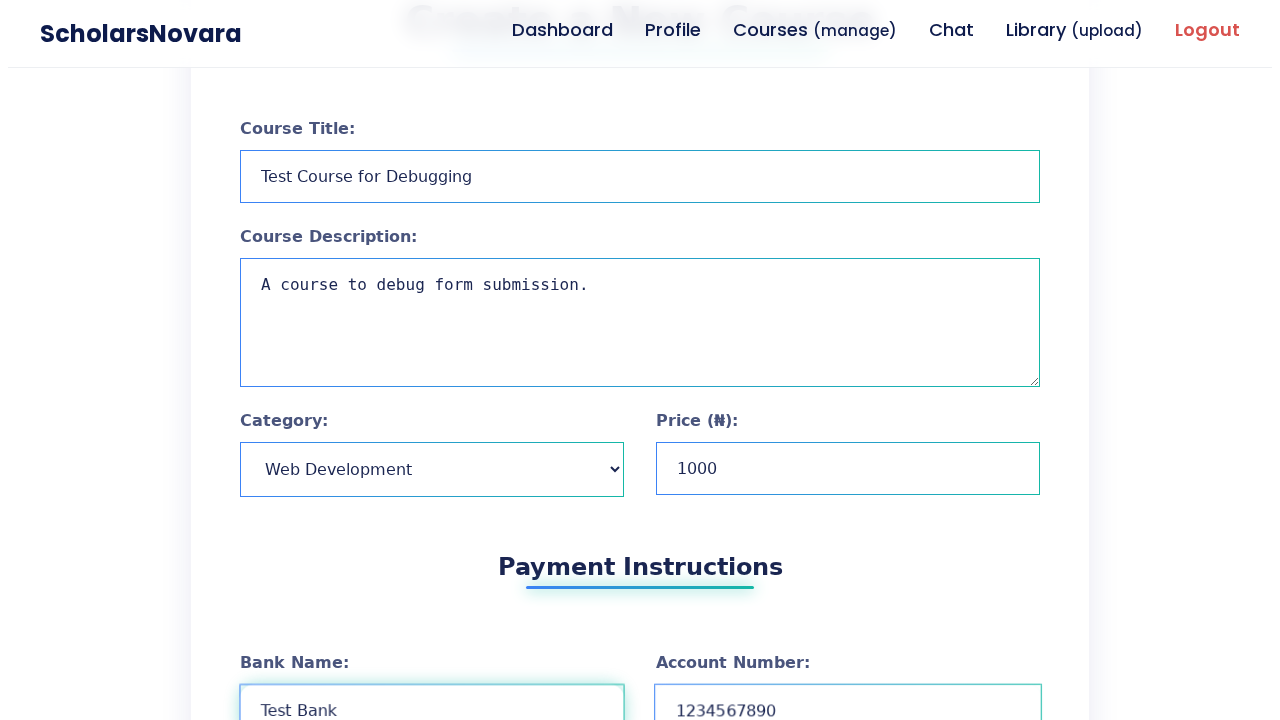 ScholarsNovara
Dashboard Profile Courses (manage) Chat Library (upload) Logout
Course Title:
Test Course for Debugging
Course Description:
A course to debug form submission.
Category: Price (₦):
Web Development 1000
Payment Instructions
Bank Name: Account Number:
Test Bank 1234567890